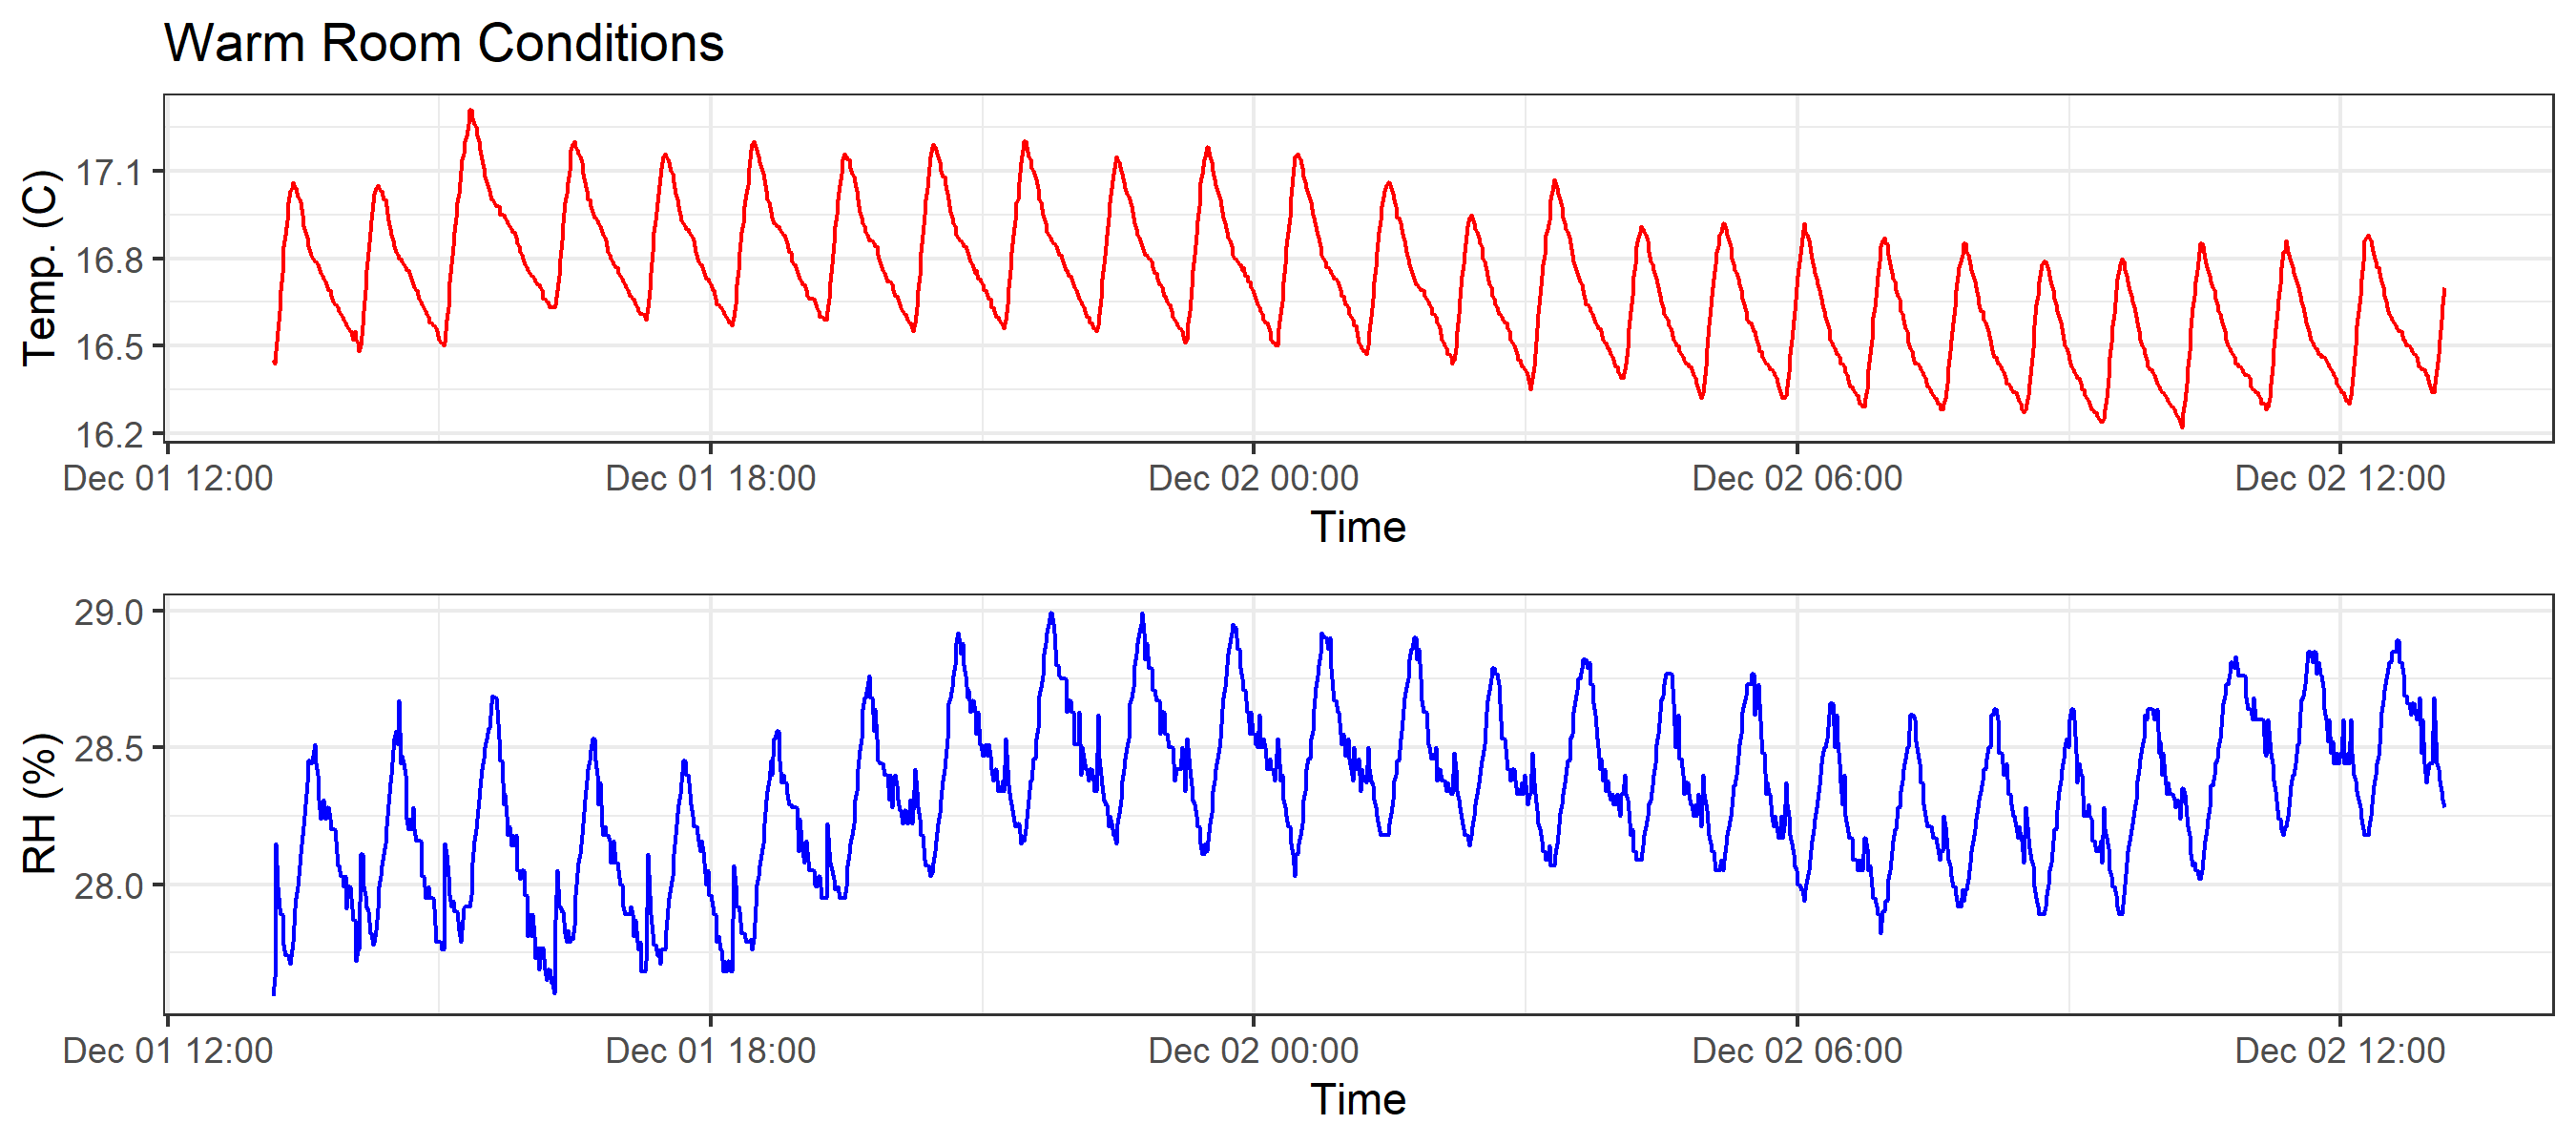 Warm Room Conditions
Temp. (C)
17.1
16.8
16.5
16.2
Dec 01 12:00 Dec 01 18:00 Dec 02 00:00 Dec 02 06:00 Dec 02 12:00
Time
RH (%)
29.0
28.5
28.0
Dec 01 12:00 Dec 01 18:00 Dec 02 00:00 Dec 02 06:00 Dec 02 12:00
Time